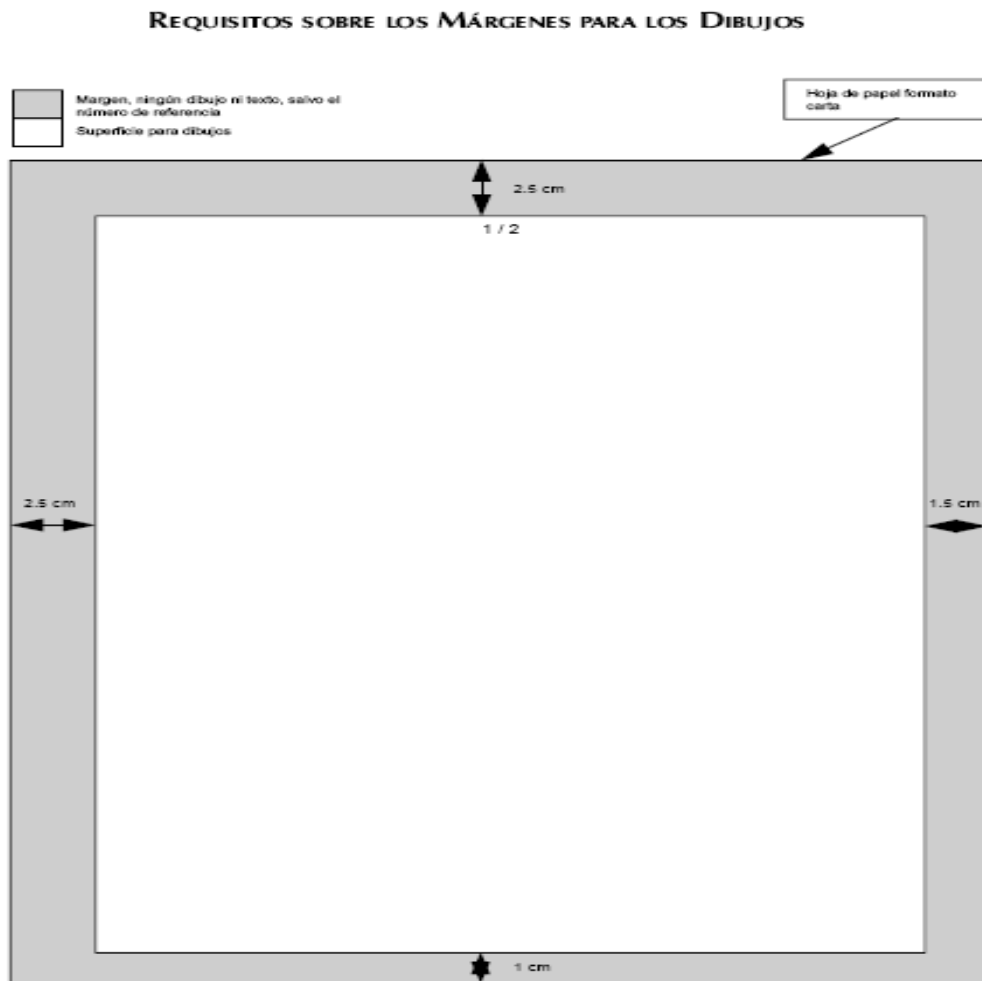 REQUISITOS SOBRE LOS MÁRGENES PARA LOS DIBUJOS
Margen, ningún dibujo ni texto, salvo el
número de referencia
Superficie para dibujos
Hoja de papel formato
carta
2.5 cm
1 / 2
2.5 cm
1.5 cm
1 cm